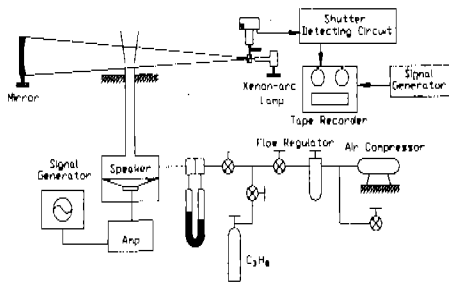 Shutter
Detecting Circuit
Mirror
Xenon-arc
lamp
Signal
Generator
Tape Recorder
Flow Regulator
Air Compressor
Signal
Generator
Speaker
Amp
C₃H₈